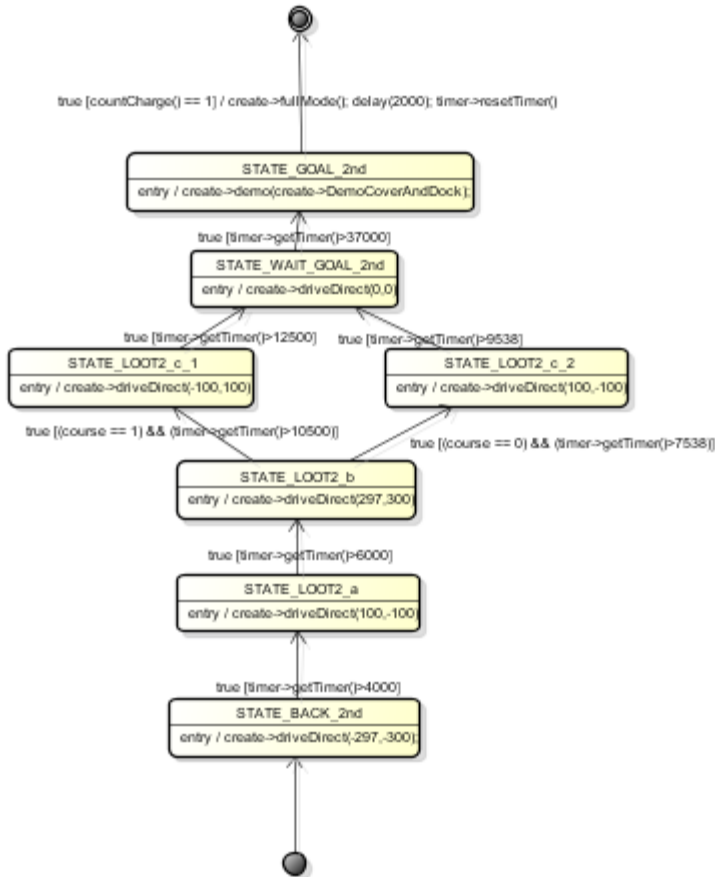 true [countCharge() == 1] / create->fullMode(); delay(2000); timer->resetTimer()
STATE_GOAL_2nd
entry / create->demo(create->DemoCoverAndDock);
true [timer->getTimer()>37000]
STATE_WAIT_GOAL_2nd
entry / create->driveDirect(0,0)
true [timer->getTimer()>12500]
true [timer->getTimer()>9538]
STATE_LOOT2_c_1
entry / create->driveDirect(-100,100)
STATE_LOOT2_c_2
entry / create->driveDirect(100,-100)
true [(course == 1) && (timer->getTimer()>10500)]
true [(course == 0) && (timer->getTimer()>7538)]
STATE_LOOT2_b
entry / create->driveDirect(297,300)
true [timer->getTimer()>6000]
STATE_LOOT2_a
entry / create->driveDirect(100,-100)
true [timer->getTimer()>4000]
STATE_BACK_2nd
entry / create->driveDirect(-297,-300);